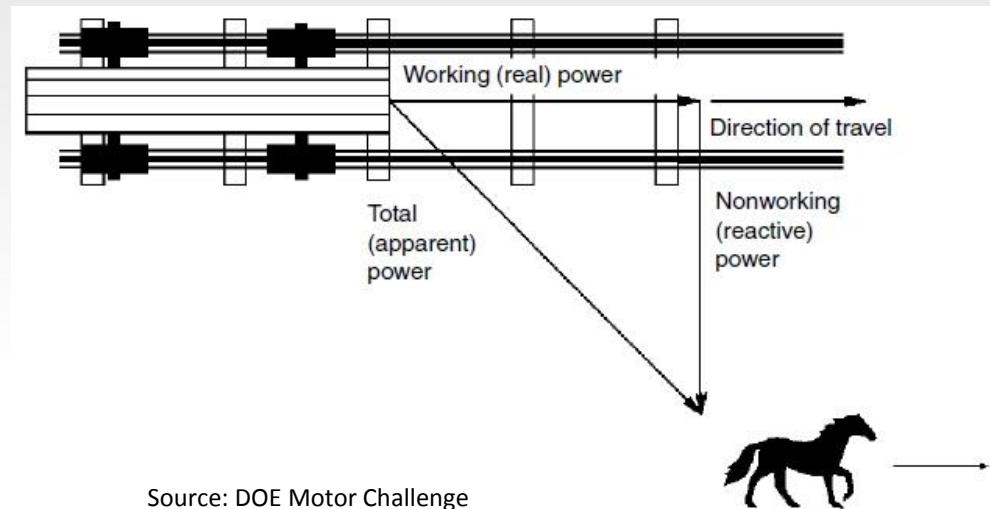 Working (real) power
Direction of travel
Total
(apparent)
power
Nonworking
(reactive)
power
Source: DOE Motor Challenge